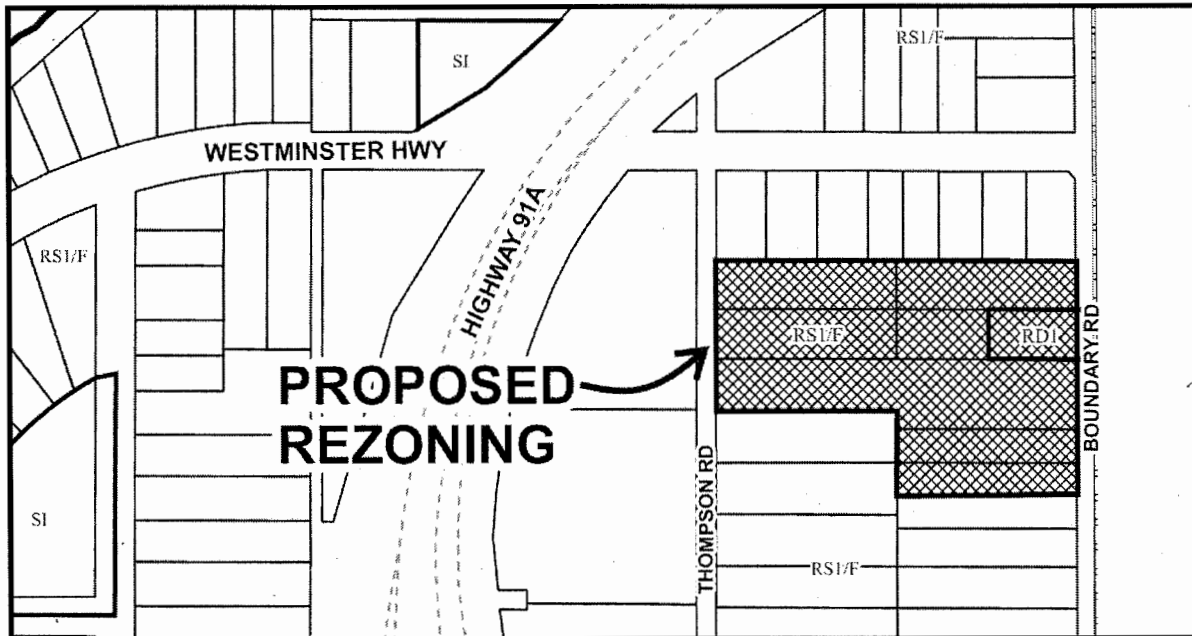 SI
RS1/F
WESTMINSTER HWY
HIGHWAY 91A
RS1/F
RS1/F
RD1
BOUNDARY RD
PROPOSED
REZONING
THOMPSON RD
SI
RS1/F